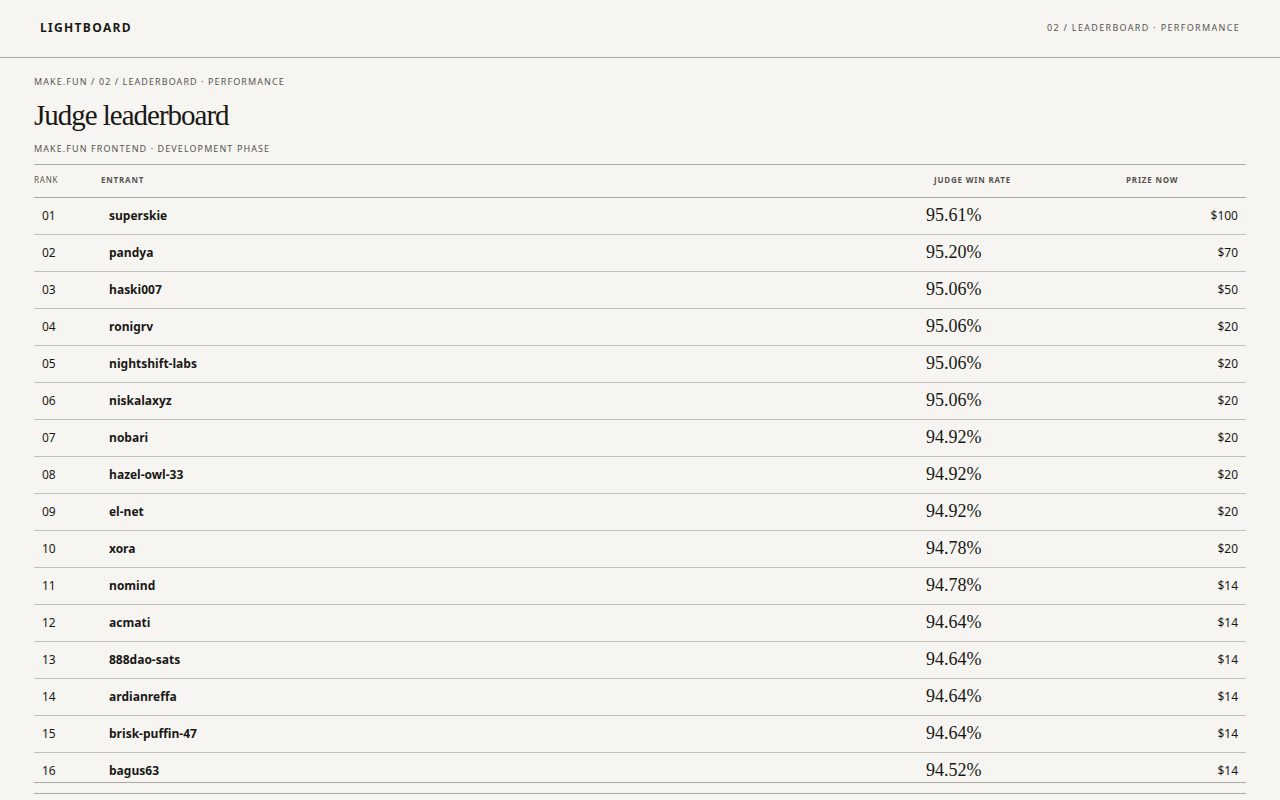 LIGHTBOARD
02 / LEADERBOARD · PERFORMANCE
MAKE.FUN / 02 / LEADERBOARD · PERFORMANCE
Judge leaderboard
MAKE.FUN FRONTEND · DEVELOPMENT PHASE
RANK ENTRANT JUDGE WIN RATE PRIZE NOW
01 superskie 95.61% $100
02 pandya 95.20% $70
03 haski007 95.06% $50
04 ronigrv 95.06% $20
05 nightshift-labs 95.06% $20
06 niskalaxyz 95.06% $20
07 nobari 94.92% $20
08 hazel-owl-33 94.92% $20
09 el-net 94.92% $20
10 xora 94.78% $20
11 nomind 94.78% $14
12 acmati 94.64% $14
13 888dao-sats 94.64% $14
14 ardianreffa 94.64% $14
15 brisk-puffin-47 94.64% $14
16 bagus63 94.52% $14